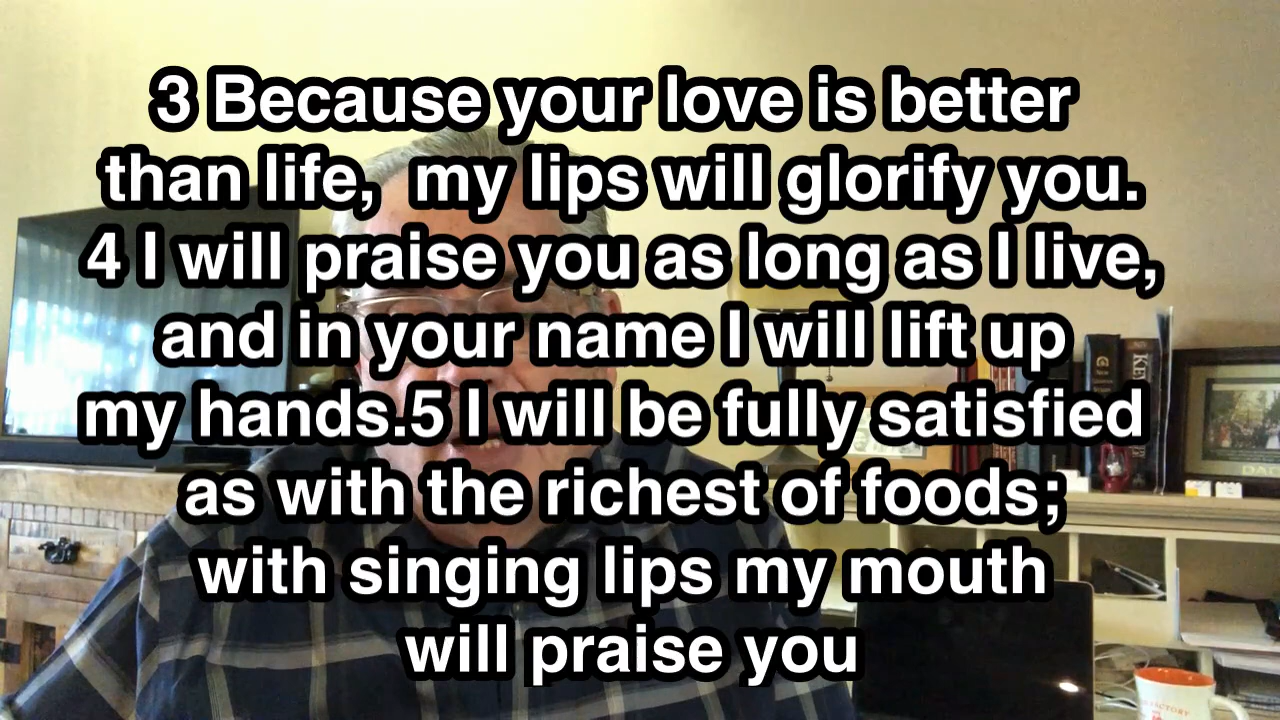 3 Because your love is better
than life,  my lips will glorify you.
4 I will praise you as long as I live,
and in your name I will lift up
my hands.5 I will be fully satisfied
as with the richest of foods;
with singing lips my mouth
will praise you